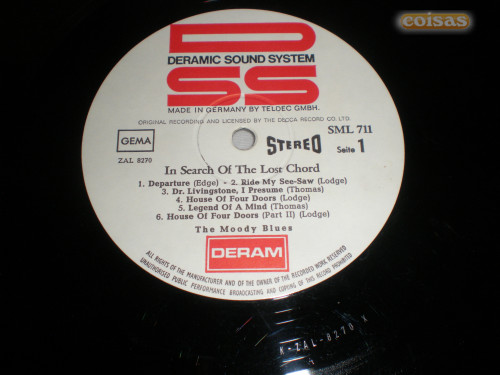 coisas
D
DERAMIC SOUND SYSTEM
SS
MADE IN GERMANY BY TELDEC GMBH.
ORIGINAL RECORDING AND LICENSED BY THE DECCA RECORD CO. LTD.
GEMA
STEREO
SML 711
ZAL 8270
Seite 1
In Search Of The Lost Chord
1. Departure (Edge) - 2. Ride My See-Saw (Lodge)
3. Dr. Livingstone, I Presume (Thomas)
4. House Of Four Doors (Lodge)
5. Legend Of A Mind (Thomas)
6. House Of Four Doors (Part II) (Lodge)
The Moody Blues
DERAM
ALL RIGHTS OF THE MANUFACTURER AND OF THE OWNER OF THE RECORDED WORK RESERVED
UNAUTHORISED PUBLIC PERFORMANCE BROADCASTING AND COPYING OF THIS RECORD PROHIBITED
K-ZAL-8270 X